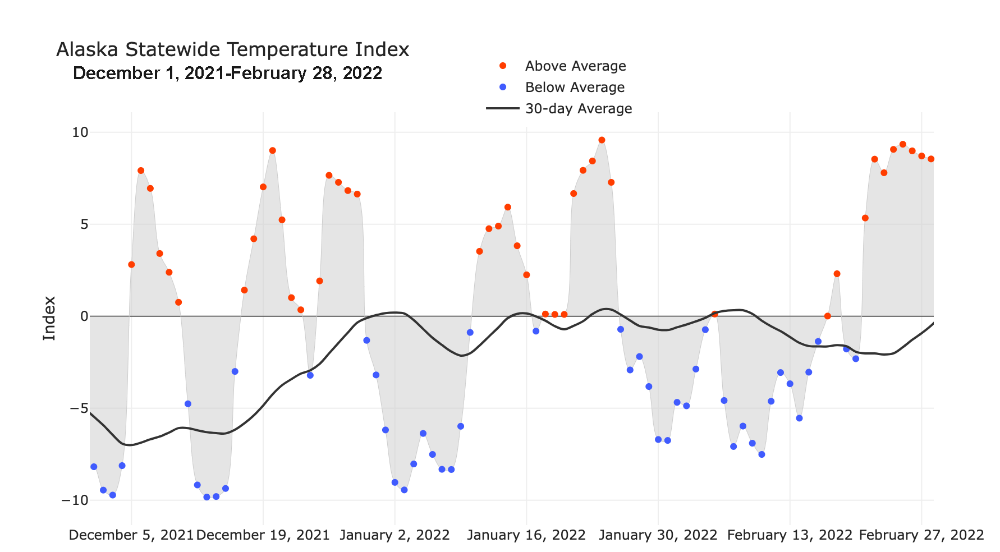 Alaska Statewide Temperature Index
December 1, 2021-February 28, 2022
Above Average
Below Average
30-day Average
Index
10
5
0
−5
−10
December 5, 2021
December 19, 2021
January 2, 2022
January 16, 2022
January 30, 2022
February 13, 2022
February 27, 2022